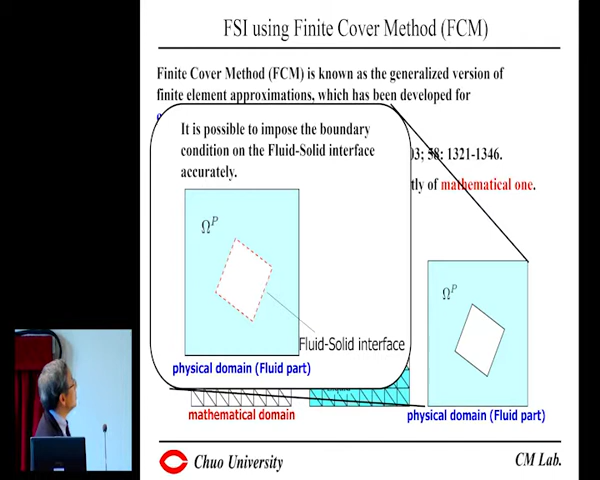 FSI using Finite Cover Method (FCM)
Finite Cover Method (FCM) is known as the generalized version of
finite element approximations, which has been developed for
It is possible to impose the boundary
condition on the Fluid-Solid interface
accurately.
03; 58: 1321-1346.
tly of mathematical one.
Ω^P
Ω^P
Fluid-Solid interface
physical domain (Fluid part)
mathematical domain
physical domain (Fluid part)
Chuo University
CM Lab.